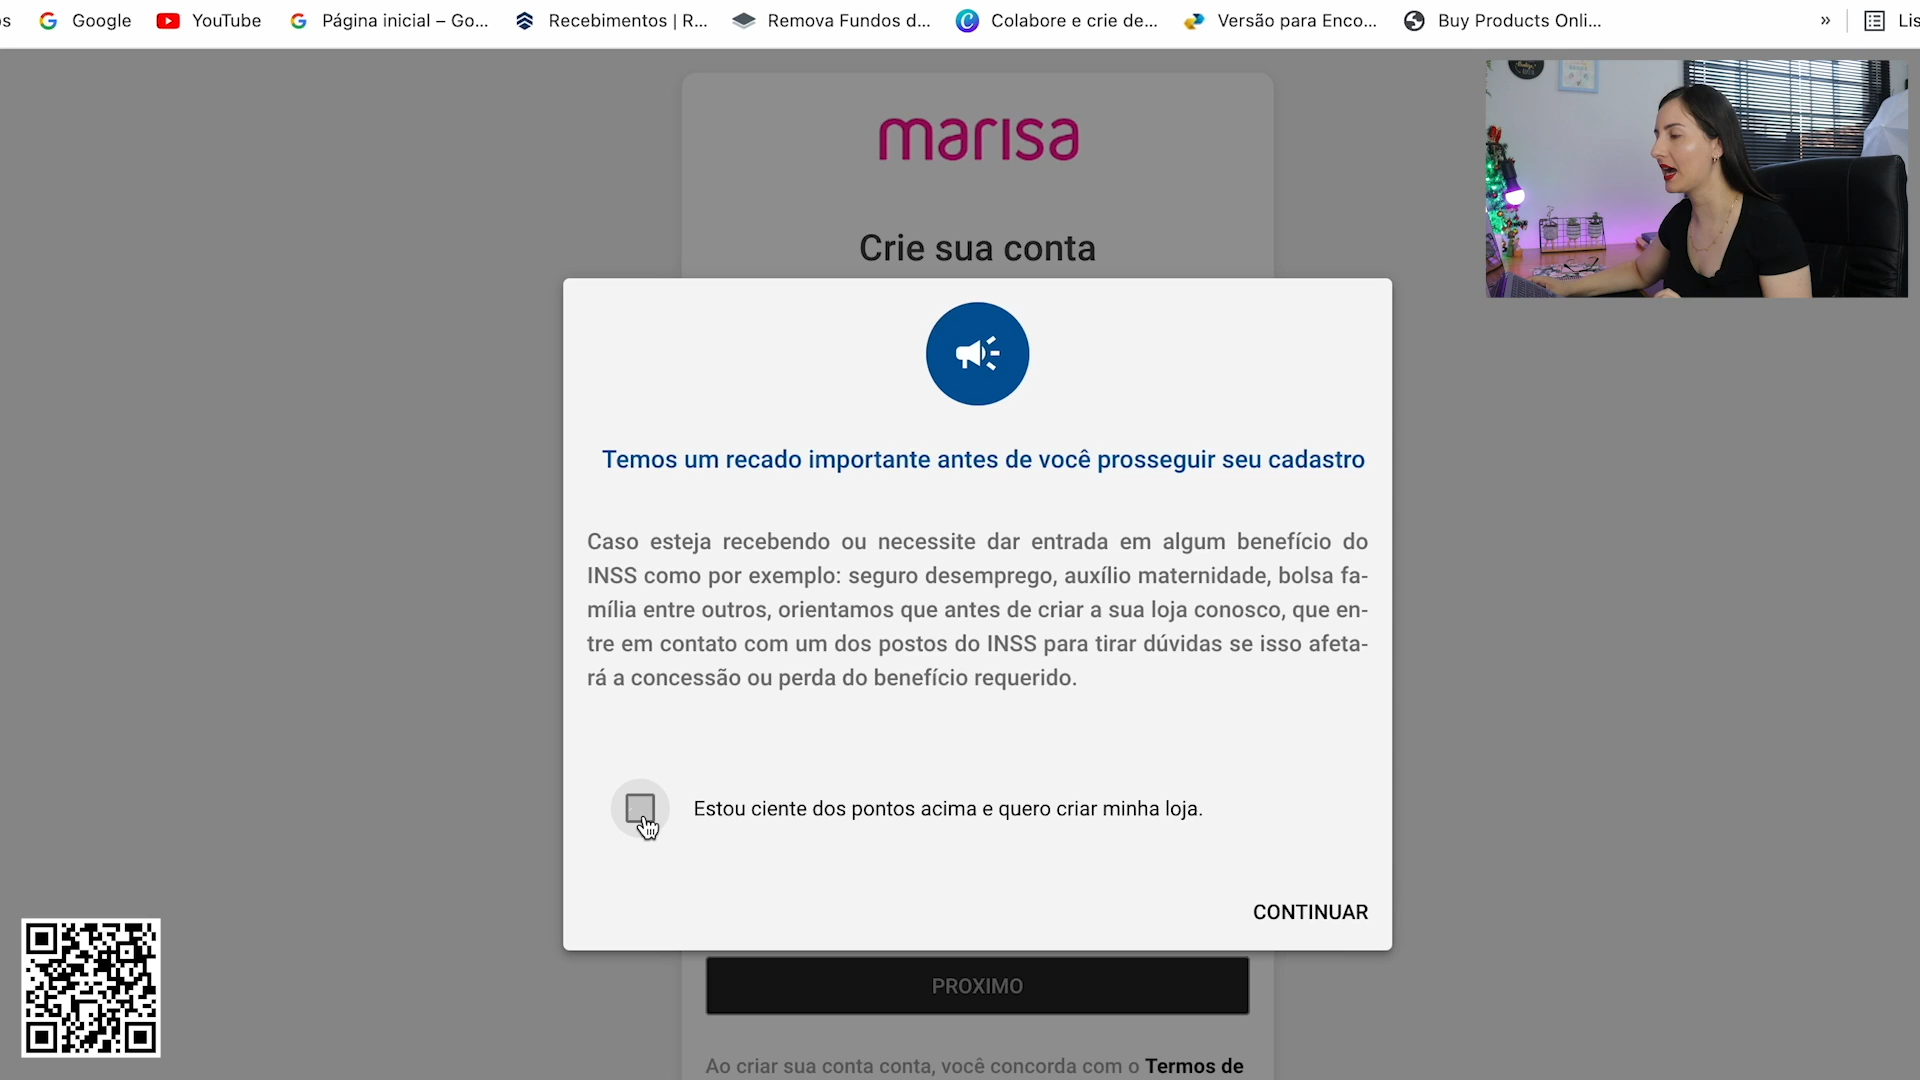 s Google YouTube Página inicial – Go... Recebimentos | R... Remova Fundos d... Colabore e crie de... Versão para Enco... Buy Products Onli... » Lis
marisa
Crie sua conta
Temos um recado importante antes de você prosseguir seu cadastro
Caso esteja recebendo ou necessite dar entrada em algum benefício do
INSS como por exemplo: seguro desemprego, auxílio maternidade, bolsa fa-
mília entre outros, orientamos que antes de criar a sua loja conosco, que en-
tre em contato com um dos postos do INSS para tirar dúvidas se isso afeta-
rá a concessão ou perda do benefício requerido.
Estou ciente dos pontos acima e quero criar minha loja.
CONTINUAR
PROXIMO
Ao criar sua conta conta, você concorda com o Termos de